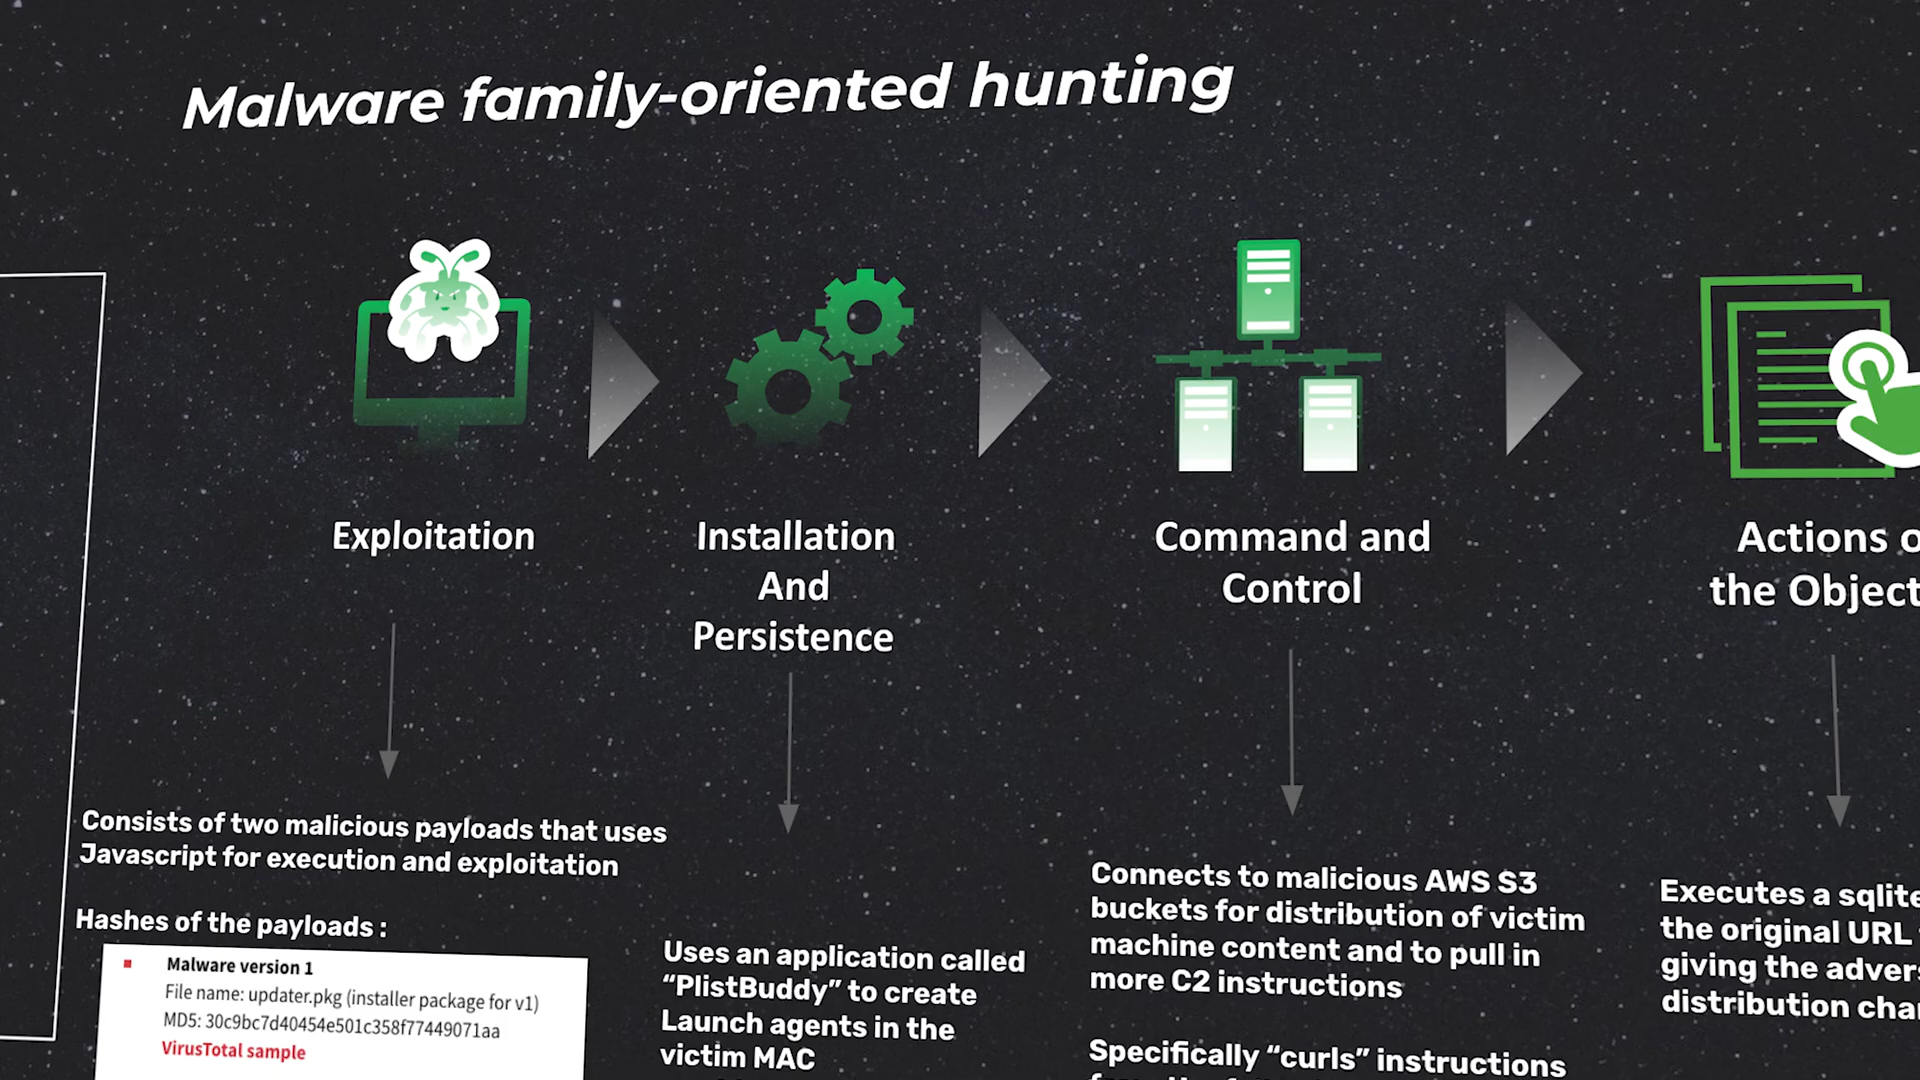 Malware family-oriented hunting
Exploitation
Installation
And
Persistence
Command and
Control
Actions
the
Consists of two malicious payloads that uses
Javascript for execution and exploitation
Hashes of the payloads :
Malware version 1
File name: updater.pkg (installer package for v1)
MD5: 30c9bc7d40454e501c358f77449071aa
VirusTotal sample
Uses an application called
“PlistBuddy” to create
Launch agents in the
victim MAC
Connects to malicious AWS S3
buckets for distribution of victim
machine content and to pull in
more C2 instructions
Specifically “curls” instructions
Executes a
the original URL
giving the
distribution